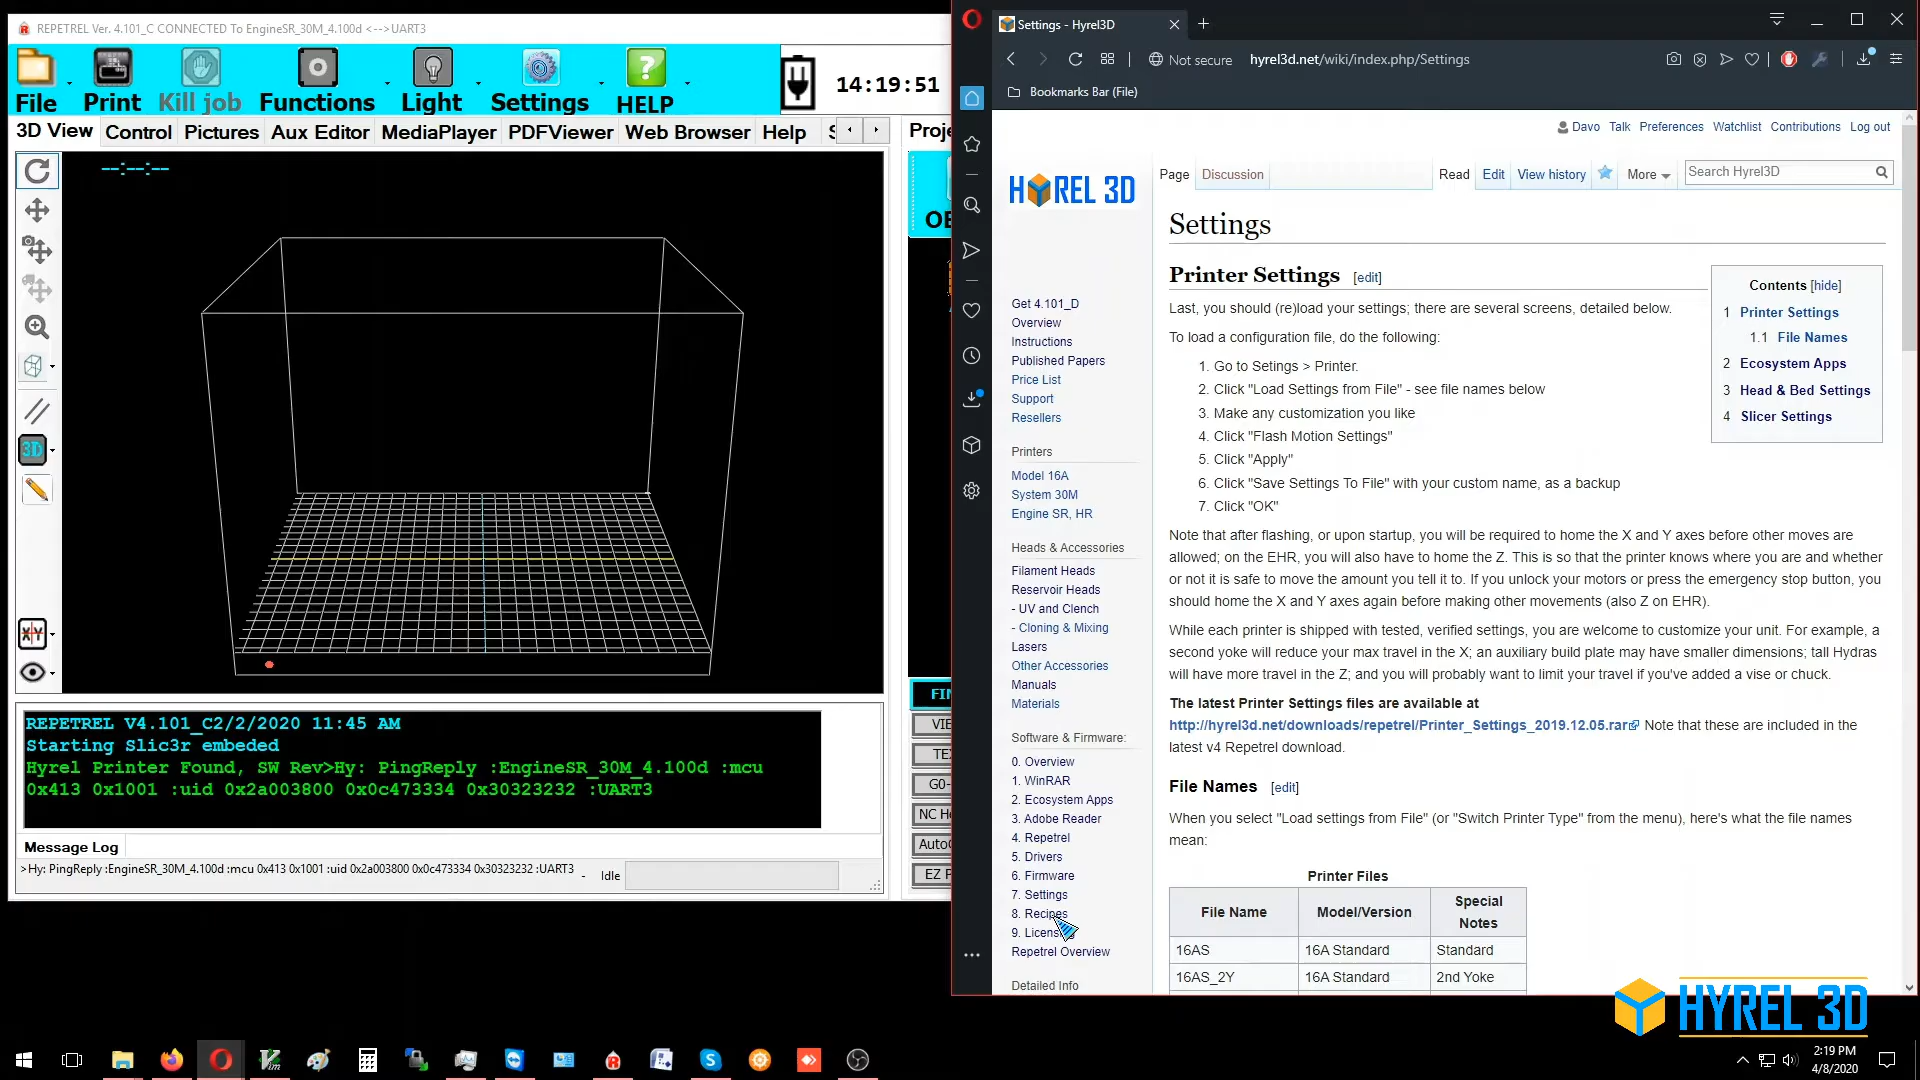 REPETREL Ver. 4.101_C CONNECTED To EngineSR_30M_4.100d <-->UART3
File Print Kill job Functions Light Settings HELP
14:19:51
3D View Control Pictures Aux Editor MediaPlayer PDFViewer Web Browser Help
--:--:--
3D
X/Y
REPETREL V4.101_C2/2/2020 11:45 AM
Starting Slic3r embeded
Hyrel Printer Found, SW Rev>Hy: PingReply :EngineSR_30M_4.100d :mcu
0x413 0x1001 :uid 0x2a003800 0x0c473334 0x30323232 :UART3
Message Log
>Hy: PingReply :EngineSR_30M_4.100d :mcu 0x413 0x1001 :uid 0x2a003800 0x0c473334 0x30323232 :UART3 - Idle
Settings - Hyrel3D
Not secure hyrel3d.net/wiki/index.php/Settings
Bookmarks Bar (File)
Davo Talk Preferences Watchlist Contributions Log out
HYREL 3D
Page Discussion Read Edit View history More Search Hyrel3D
Get 4.101_D
Overview
Instructions
Published Papers
Price List
Support
Resellers
Printers
Model 16A
System 30M
Engine SR, HR
Heads & Accessories
Filament Heads
Reservoir Heads
- UV and Clench
- Cloning & Mixing
Lasers
Other Accessories
Manuals
Materials
Software & Firmware:
0. Overview
1. WinRAR
2. Ecosystem Apps
3. Adobe Reader
4. Repetrel
5. Drivers
6. Firmware
7. Settings
8. Recipes
Repetrel Overview
Detailed Info
Settings
Printer Settings [edit]
Last, you should (re)load your settings; there are several screens, detailed below.
To load a configuration file, do the following:
1. Go to Setings > Printer.
2. Click "Load Settings from File" - see file names below
3. Make any customization you like
4. Click "Flash Motion Settings"
5. Click "Apply"
6. Click "Save Settings To File" with your custom name, as a backup
7. Click "OK"
Contents [hide]
1 Printer Settings
1.1 File Names
2 Ecosystem Apps
3 Head & Bed Settings
4 Slicer Settings
Note that after flashing, or upon startup, you will be required to home the X and Y axes before other moves are
allowed; on the EHR, you will also have to home the Z. This is so that the printer knows where you are and whether
or not it is safe to move the amount you tell it to. If you unlock your motors or press the emergency stop button, you
should home the X and Y axes again before making other movements (also Z on EHR).
While each printer is shipped with tested, verified settings, you are welcome to customize your unit. For example, a
second yoke will reduce your max travel in the X; an auxiliary build plate may have smaller dimensions; tall Hydras
will have more travel in the Z; and you will probably want to limit your travel if you've added a vise or chuck.
The latest Printer Settings files are available at
http://hyrel3d.net/downloads/repetrel/Printer_Settings_2019.12.05.rar Note that these are included in the
latest v4 Repetrel download.
File Names [edit]
When you select "Load settings from File" (or "Switch Printer Type" from the menu), here's what the file names
mean:
Printer Files
File Name Model/Version Special Notes
16AS 16A Standard Standard
16AS_2Y 16A Standard 2nd Yoke
HYREL 3D
2:19 PM
4/8/2020